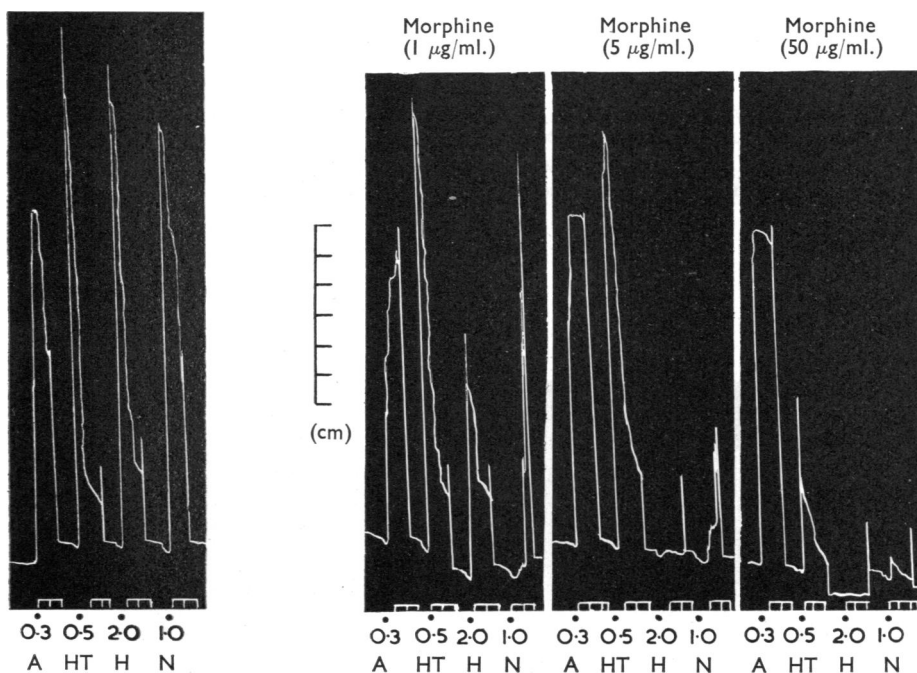 Morphine
(1 μg/ml.)
Morphine
(5 μg/ml.)
Morphine
(50 μg/ml.)
(cm)
0·3 0·5 2·0 1·0
A HT H N
0·3 0·5 2·0 1·0
A HT H N
0·3 0·5 2·0 1·0
A HT H N
0·3 0·5 2·0 1·0
A HT H N